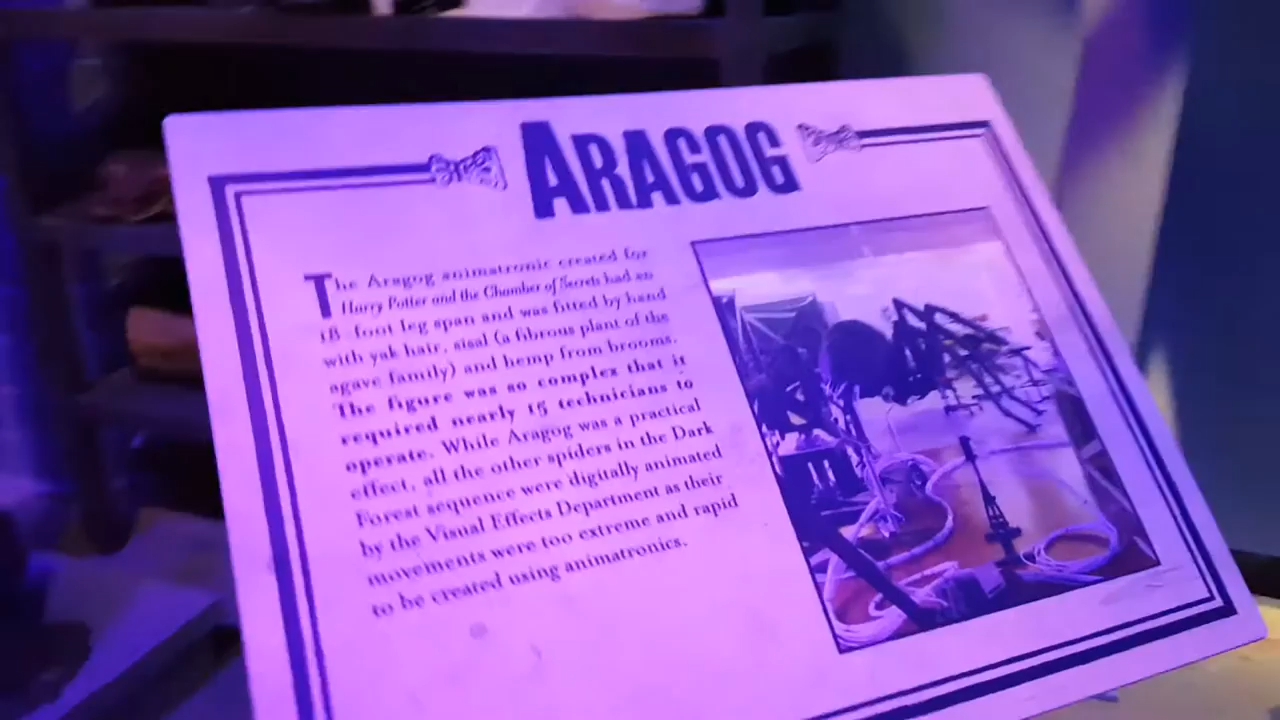 ARAGOG
The Aragog animatronic created for
Harry Potter and the Chamber of Secrets had an
18-foot leg span and was fitted by hand
with yak hair, sisal (a fibrous plant of the
agave family) and hemp from brooms.
The figure was so complex that it
required nearly 15 technicians to
operate. While Aragog was a practical
effect, all the other spiders in the Dark
Forest sequence were digitally animated
by the Visual Effects Department as their
movements were too extreme and rapid
to be created using animatronics.